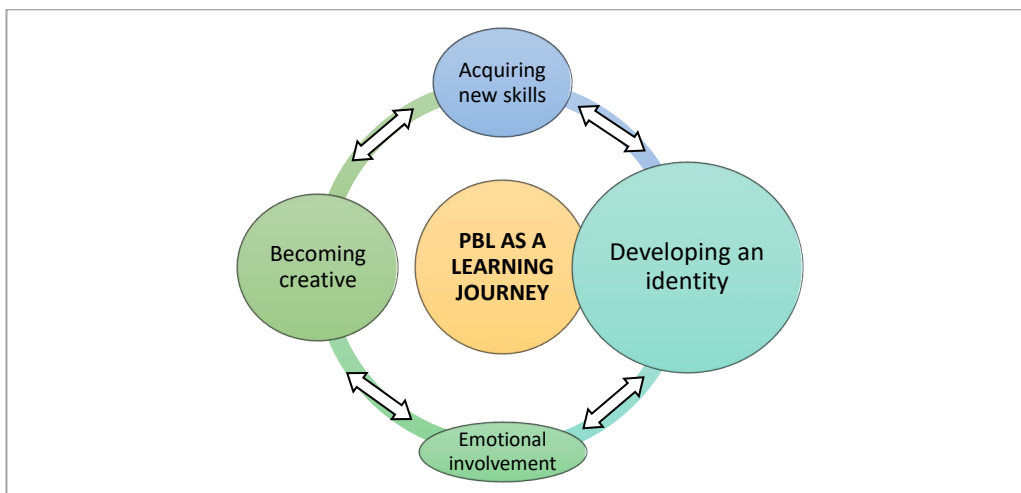 Acquiring
new skills
Becoming
creative
PBL AS A
LEARNING
JOURNEY
Developing an
identity
Emotional
involvement